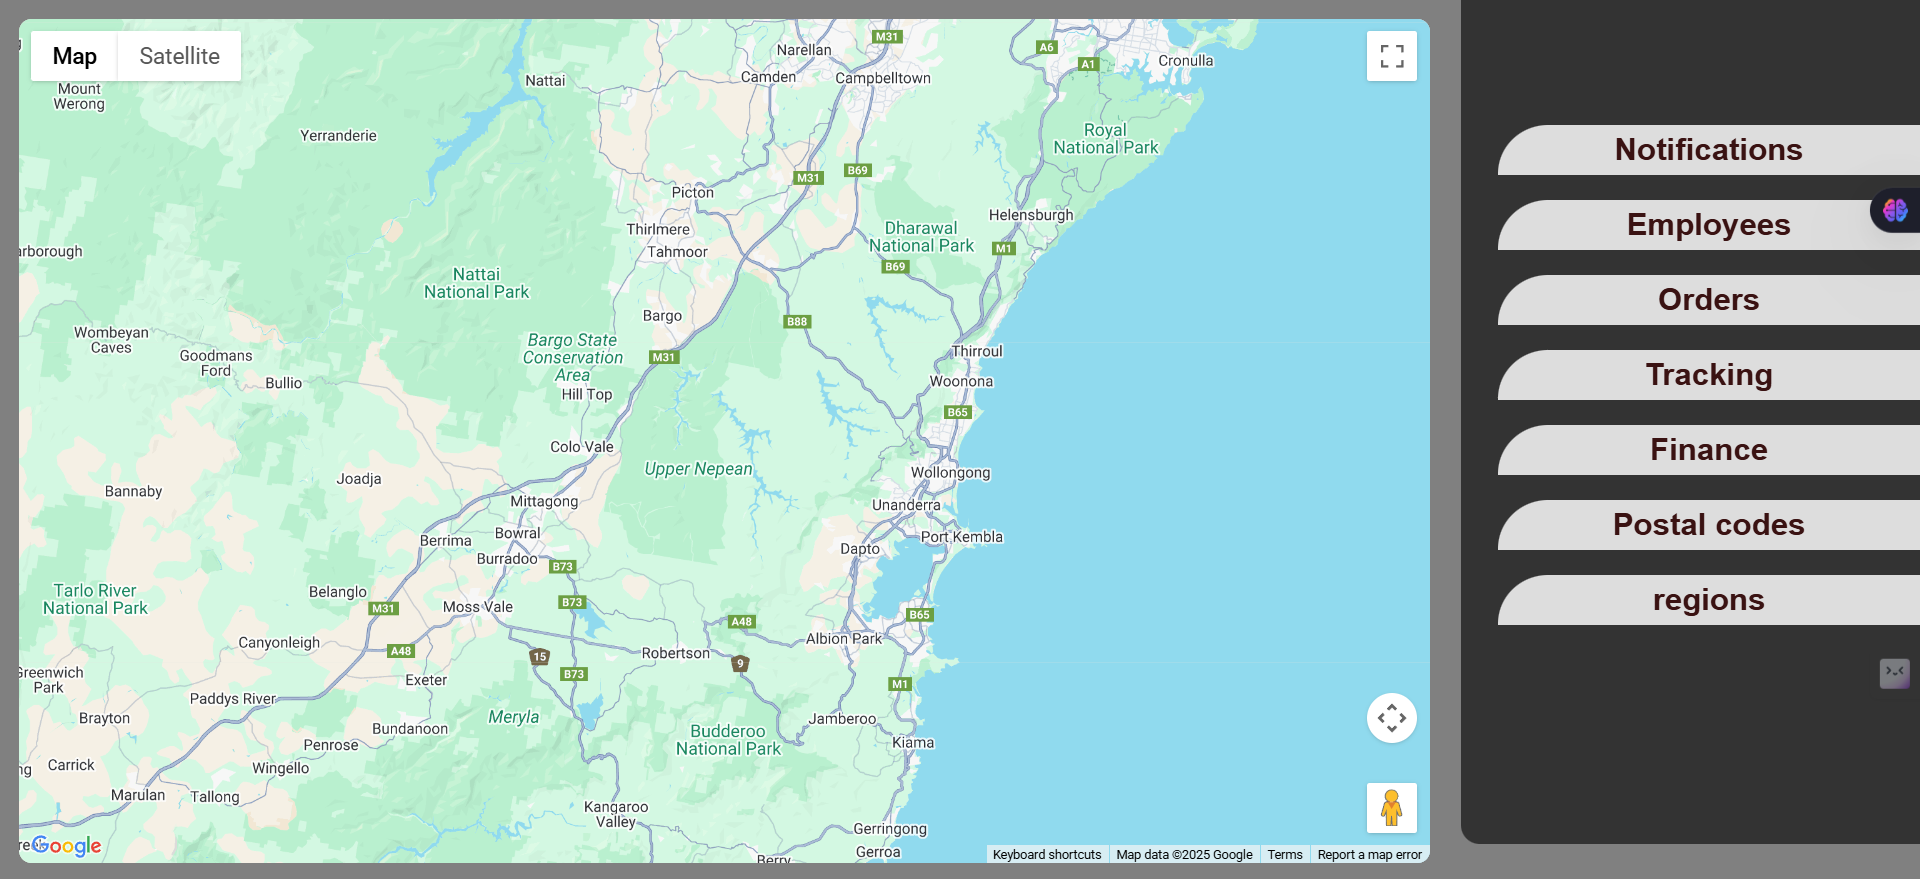 Map
Satellite
Narellan
M31
A6
A1
Cronulla
Camden
Campbelltown
Nattai
Mount
Werong
Yerranderie
Royal
National Park
M31
B69
Picton
Helensburgh
Thirlmere
Tahmoor
Dharawal
National Park
M1
B69
arborough
Nattai
National Park
Bargo
B88
Wombeyan
Caves
Goodmans
Ford
Bullio
Bargo State
Conservation
Area
M31
Thirroul
Woonona
Hill Top
B65
Colo Vale
Upper Nepean
Wollongong
Joadja
Bannaby
Mittagong
Unanderra
Bowral
Berrima
Burradoo
Port Kembla
Dapto
B73
Tarlo River
National Park
Belanglo
M31
Moss Vale
B73
A48
B65
Canyonleigh
A48
15
Robertson
9
Albion Park
B73
Greenwich
Park
Exeter
M1
Paddys River
Brayton
Bundanoon
Meryla
Budderoo
National Park
Jamberoo
Kiama
Penrose
Carrick
ng
Wingello
Marulan
Tallong
Kangaroo
Valley
Gerringong
Gerroa
Berry
Google
Keyboard shortcuts
Map data ©2025 Google
Terms
Report a map error
Notifications
Employees
Orders
Tracking
Finance
Postal codes
regions